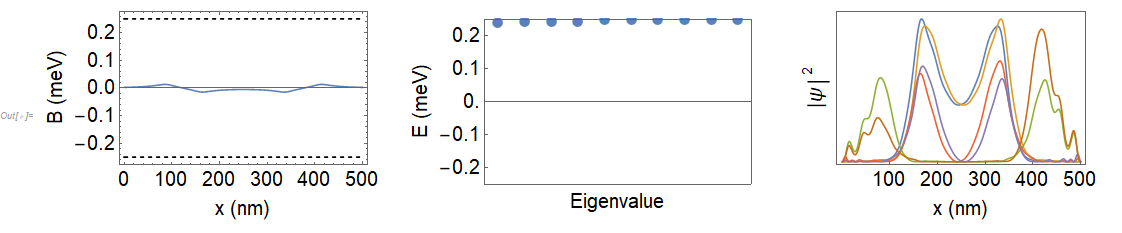 Out[ ]=
B (meV)
0.2
0.1
0.0
−0.1
−0.2
0 100 200 300 400 500
x (nm)
E (meV)
0.2
0.1
0.
−0.1
−0.2
Eigenvalue
|ψ|²
100 200 300 400 500
x (nm)